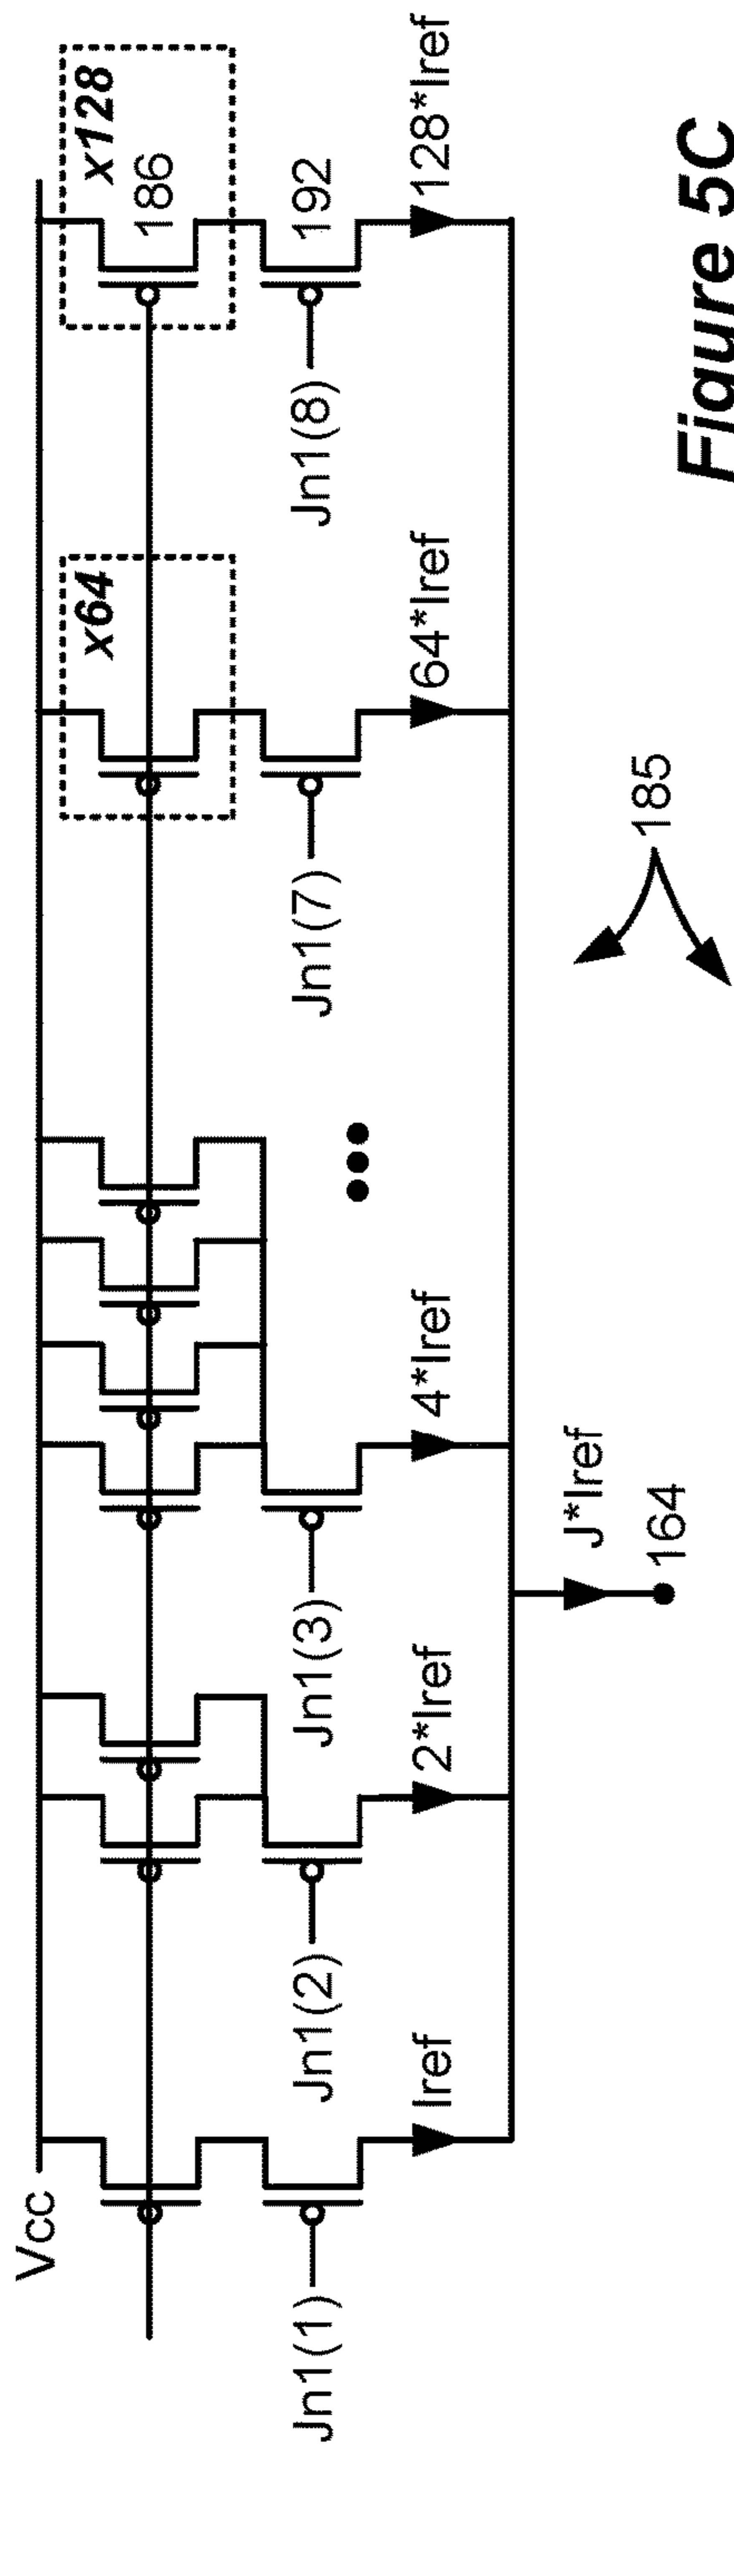 Vcc
x64
x128
186
Jn1(1)
Jn1(2)
Jn1(3)
Jn1(7)
Jn1(8)
192
Iref
2*Iref
4*Iref
64*Iref
128*Iref
J*Iref
164
185
Figure 5C